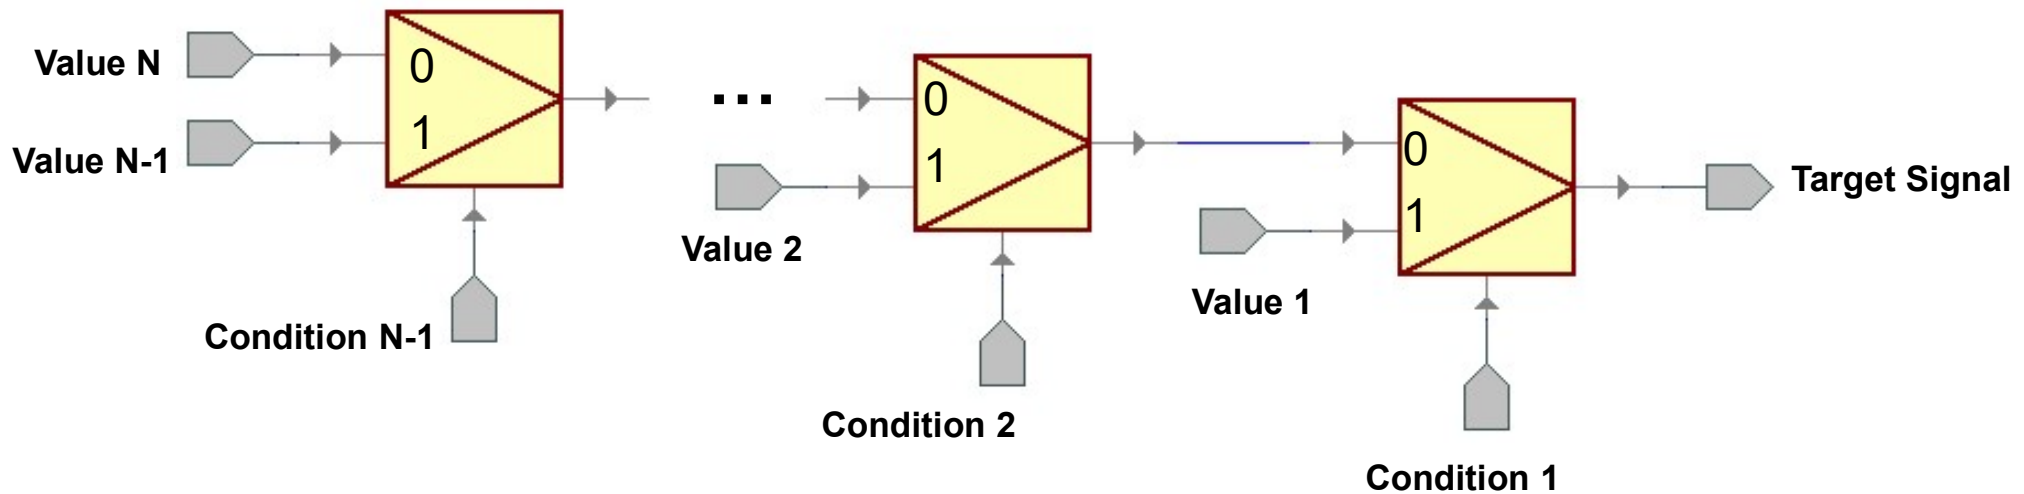 Value N
0
1
Value N-1
Condition N-1
...
0
1
Value 2
Condition 2
0
1
Value 1
Condition 1
Target Signal